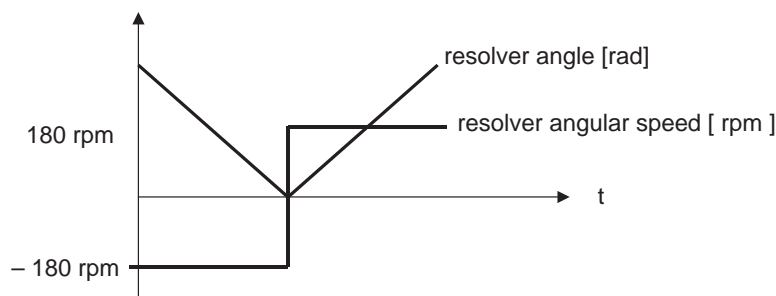 resolver angle [rad]
180 rpm
resolver angular speed [ rpm ]
t
– 180 rpm